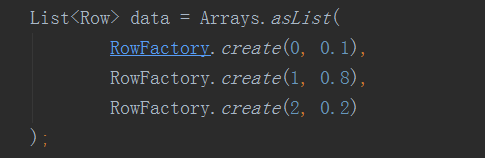 List<Row> data = Arrays.asList(
RowFactory.create(0, 0.1),
RowFactory.create(1, 0.8),
RowFactory.create(2, 0.2)
);